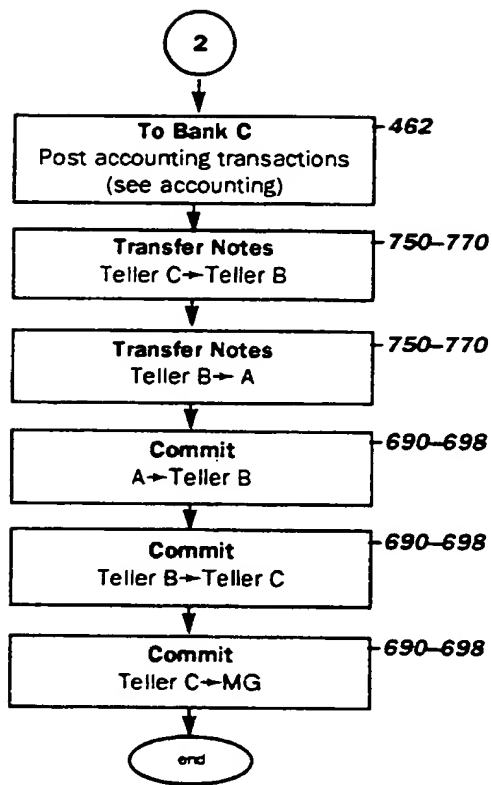 2
To Bank C
Post accounting transactions
(see accounting)
462
Transfer Notes
Teller C→Teller B
750–770
Transfer Notes
Teller B→ A
750–770
Commit
A→Teller B
690–698
Commit
Teller B→Teller C
690–698
Commit
Teller C→MG
690–698
end